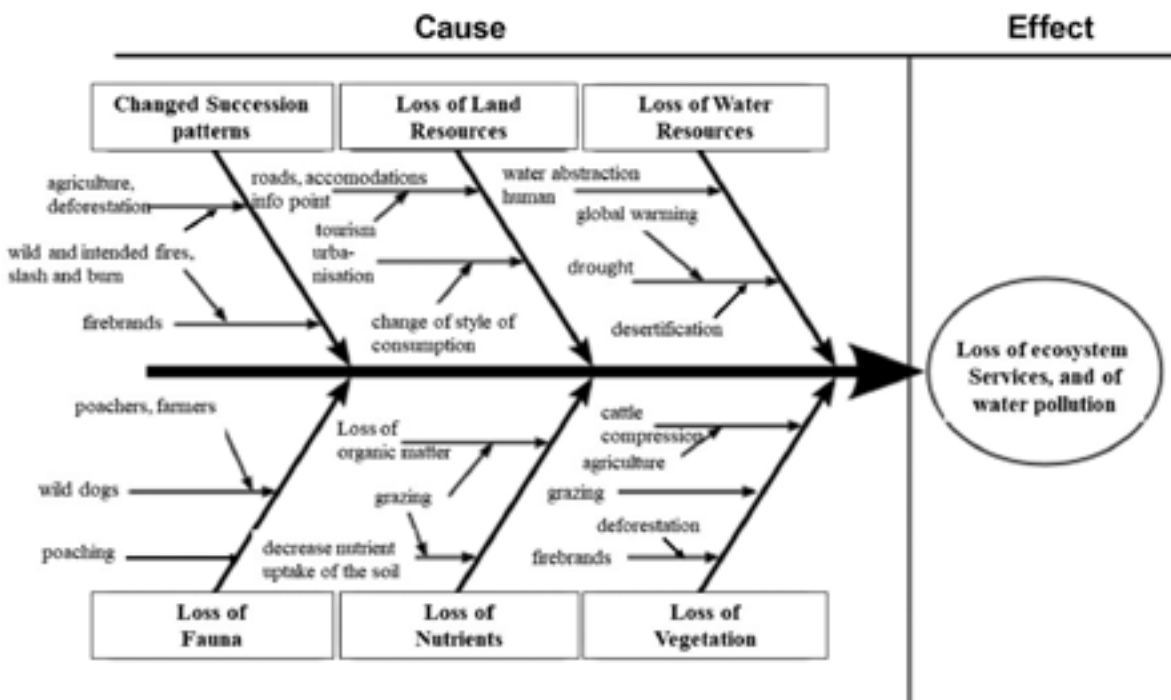 Cause
Effect
Changed Succession
patterns
Loss of Land
Resources
Loss of Water
Resources
agriculture,
deforestation
wild and intended fires,
slash and burn
firebrands
roads, accomodations
info point
tourism
urba-
nisation
change of style of
consumption
water abstraction
human
global warming
drought
desertification
Loss of ecosystem
Services, and of
water pollution
poachers, farmers
wild dogs
poaching
Loss of
organic matter
grazing
decrease nutrient
uptake of the soil
cattle
compression
agriculture
grazing
deforestation
firebrands
Loss of
Fauna
Loss of
Nutrients
Loss of
Vegetation